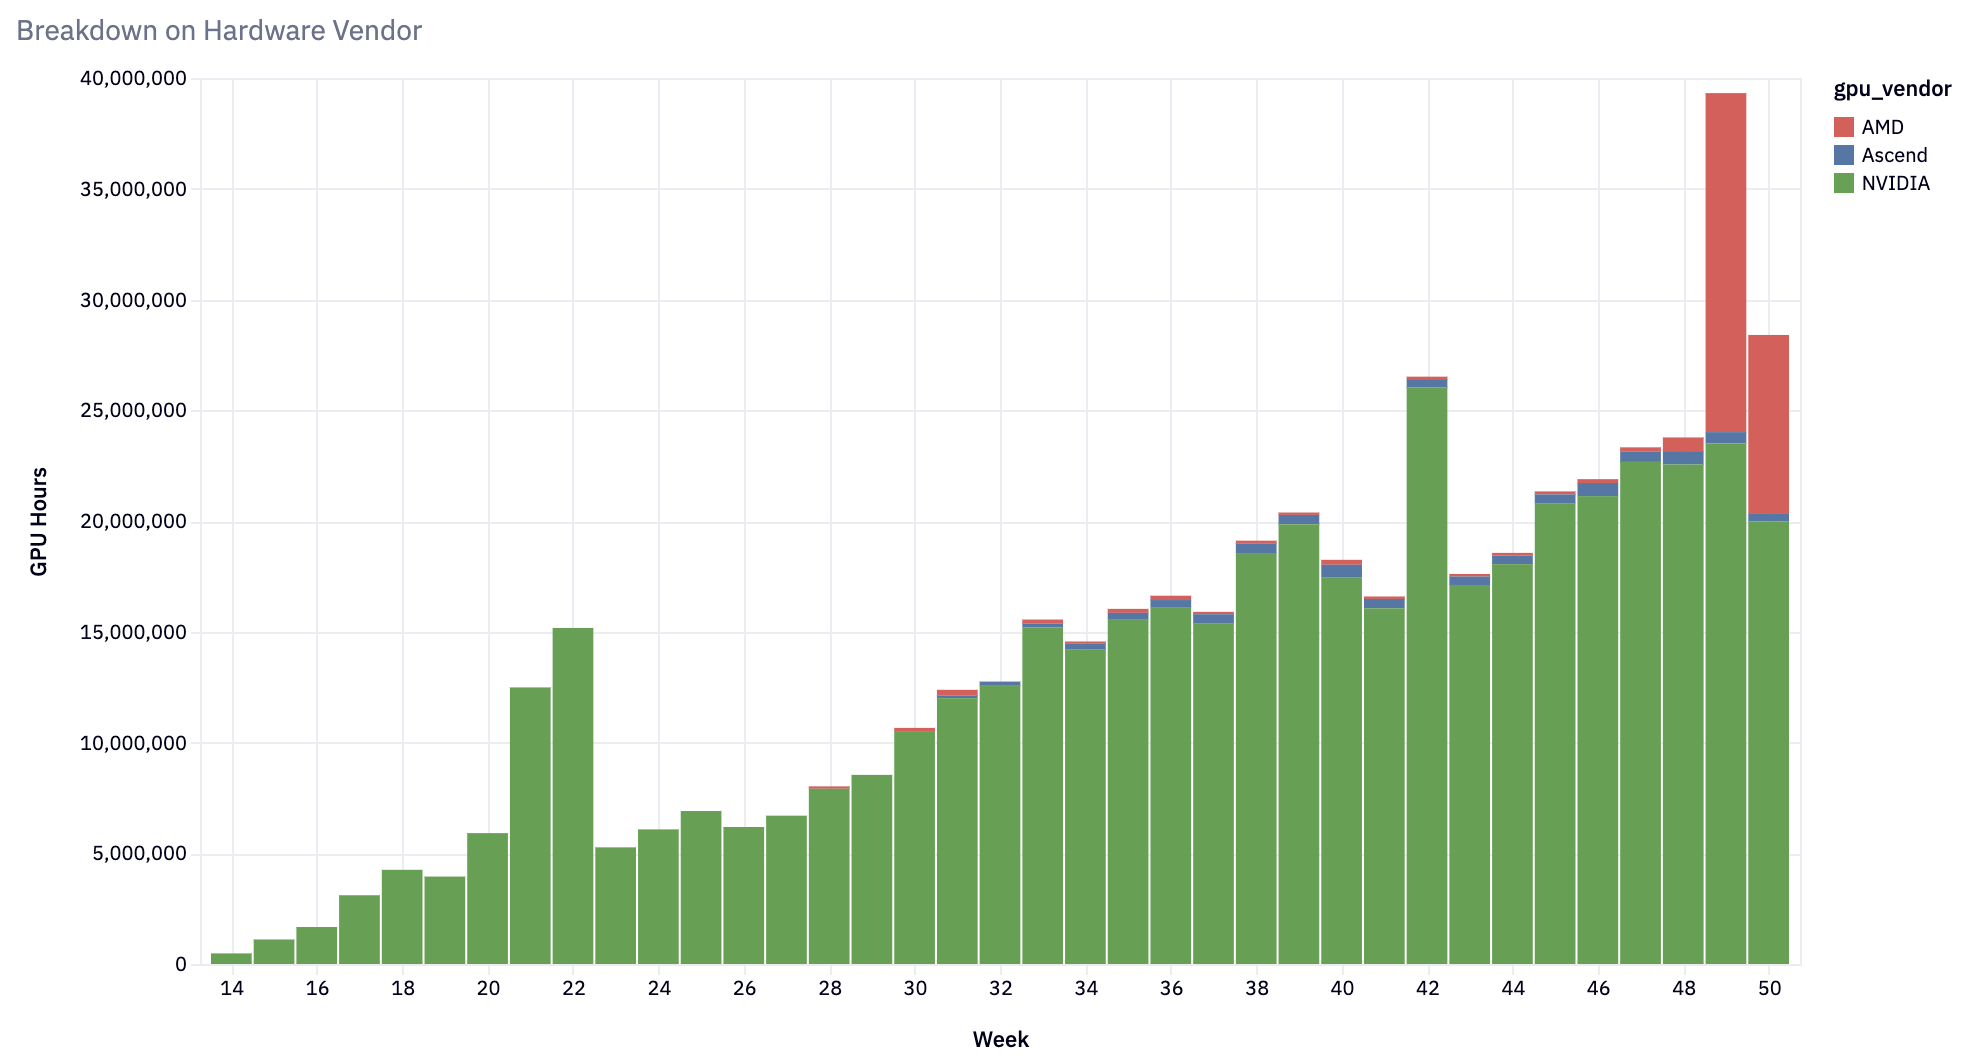 Breakdown on Hardware Vendor
40,000,000
35,000,000
30,000,000
25,000,000
20,000,000
15,000,000
10,000,000
5,000,000
0
GPU Hours
14 16 18 20 22 24 26 28 30 32 34 36 38 40 42 44 46 48 50
Week
gpu_vendor
AMD
Ascend
NVIDIA